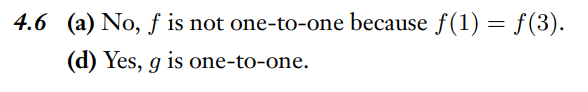 4.6 (a) No, f is not one-to-one because f(1) = f(3).
(d) Yes, g is one-to-one.